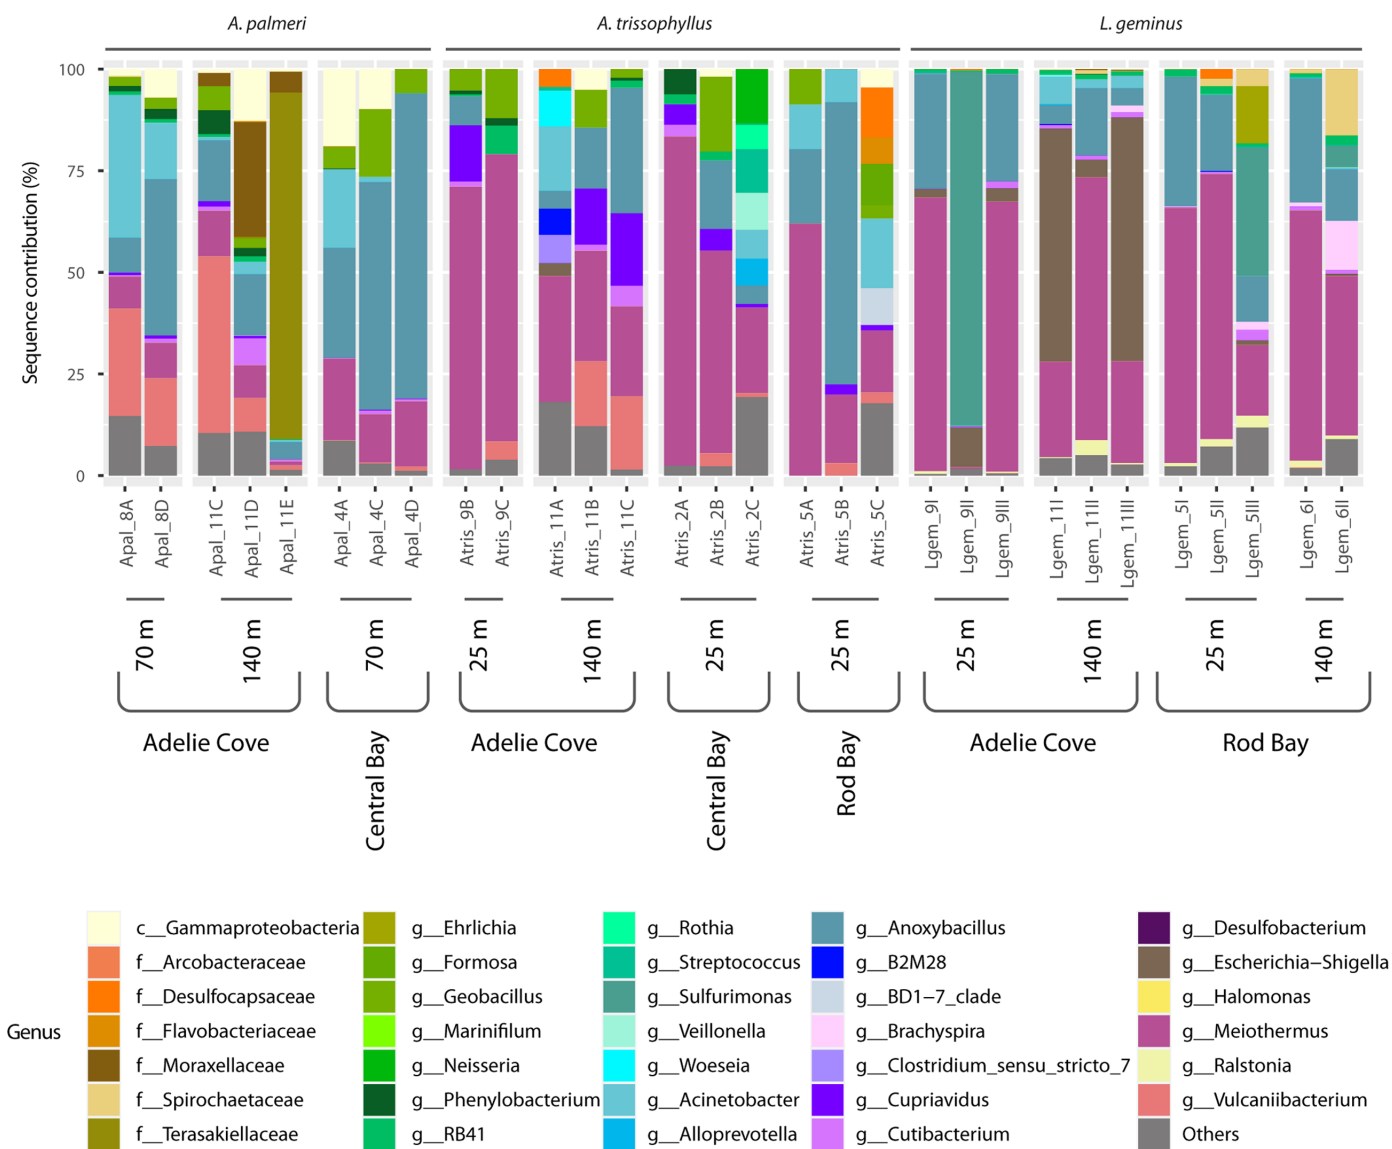 A. palmeri
A. trissophyllus
L. geminus
Sequence contribution (%)
100
75
50
25
0
Apal_8A
Apal_8D
Apal_11C
Apal_11D
Apal_11E
Apal_4A
Apal_4C
Apal_4D
Atris_9B
Atris_9C
Atris_11A
Atris_11B
Atris_11C
Atris_2A
Atris_2B
Atris_2C
Atris_5A
Atris_5B
Atris_5C
Lgem_9I
Lgem_9II
Lgem_9III
Lgem_11I
Lgem_11II
Lgem_11III
Lgem_5I
Lgem_5II
Lgem_5III
Lgem_6I
Lgem_6II
70 m
140 m
70 m
25 m
140 m
25 m
25 m
25 m
140 m
25 m
140 m
Adelie Cove
Central Bay
Adelie Cove
Central Bay
Rod Bay
Adelie Cove
Rod Bay
Genus
c__Gammaproteobacteria
f__Arcobacteraceae
f__Desulfocapsaceae
f__Flavobacteriaceae
f__Moraxellaceae
f__Spirochaetaceae
f__Terasakiellaceae
g__Ehrlichia
g__Formosa
g__Geobacillus
g__Marinifilum
g__Neisseria
g__Phenylobacterium
g__RB41
g__Rothia
g__Streptococcus
g__Sulfurimonas
g__Veillonella
g__Woeseia
g__Acinetobacter
g__Alloprevotella
g__Anoxybacillus
g__B2M28
g__BD1−7_clade
g__Brachyspira
g__Clostridium_sensu_stricto_7
g__Cupriavidus
g__Cutibacterium
g__Desulfobacterium
g__Escherichia−Shigella
g__Halomonas
g__Meiothermus
g__Ralstonia
g__Vulcaniibacterium
Others